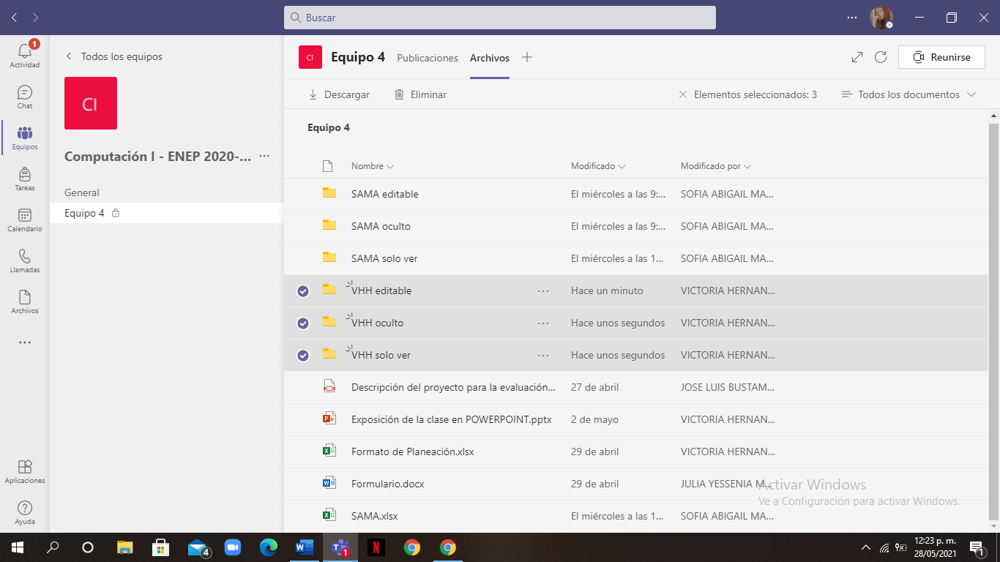 Buscar
Actividad
1
Chat
Equipos
Tareas
Calendario
Llamadas
Archivos
Aplicaciones
Ayuda
Todos los equipos
CI
Computación I - ENEP 2020-...
General
Equipo 4
CI Equipo 4 Publicaciones Archivos Reunirse
Descargar Eliminar Elementos seleccionados: 3 Todos los documentos
Equipo 4
Nombre Modificado Modificado por
SAMA editable El miércoles a las 9:... SOFIA ABIGAIL MA...
SAMA oculto El miércoles a las 9:... SOFIA ABIGAIL MA...
SAMA solo ver El miércoles a las 1... SOFIA ABIGAIL MA...
VHH editable Hace un minuto VICTORIA HERNAN...
VHH oculto Hace unos segundos VICTORIA HERNAN...
VHH solo ver Hace unos segundos VICTORIA HERNAN...
Descripción del proyecto para la evaluación... 27 de abril JOSE LUIS BUSTAM...
Exposición de la clase en POWERPOINT.pptx 2 de mayo VICTORIA HERNAN...
Formato de Planeación.xlsx 29 de abril VICTORIA HERNAN...
Formulario.docx 29 de abril JULIA YESSENIA M...
SAMA.xlsx El miércoles a las 1... SOFIA ABIGAIL MA...
Activar Windows
Ve a Configuración para activar Windows.
4
1
N
12:23 p. m.
28/05/2021
1